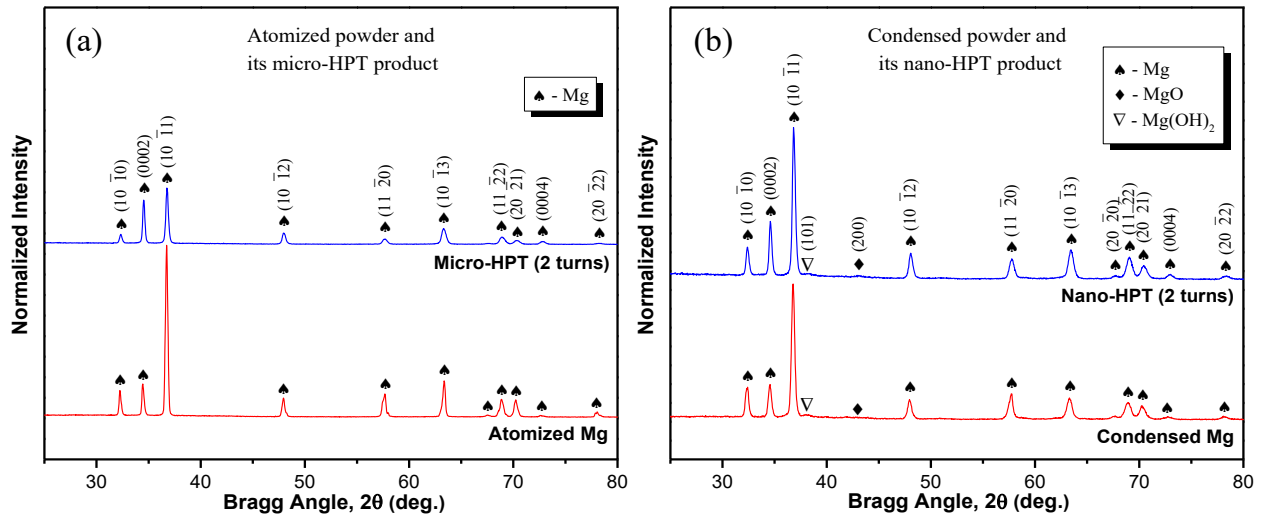 (a)
Atomized powder and
its micro-HPT product
♠ - Mg
(10 1̄0)
(0002)
(10 1̄1)
(10 1̄2)
(11 2̄0)
(10 1̄3)
(11 2̄2)
(20 2̄1)
(0004)
(20 2̄2)
Micro-HPT (2 turns)
Atomized Mg
Normalized Intensity
30 40 50 60 70 80
Bragg Angle, 2θ (deg.)
(b)
Condensed powder and
its nano-HPT product
♠ - Mg
♦ - MgO
∇ - Mg(OH)₂
(10 1̄0)
(0002)
(10 1̄1)
(101)
(200)
(10 1̄2)
(11 2̄0)
(10 1̄3)
(20 2̄0)
(11 2̄2)
(20 2̄1)
(0004)
(20 2̄2)
Nano-HPT (2 turns)
Condensed Mg
Normalized Intensity
30 40 50 60 70 80
Bragg Angle, 2θ (deg.)